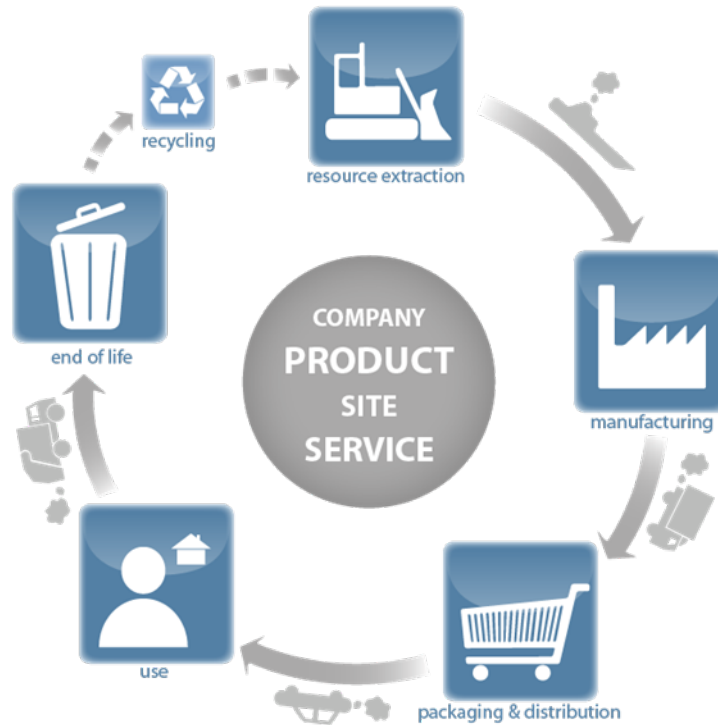 recycling
resource extraction
manufacturing
packaging & distribution
use
end of life
COMPANY
PRODUCT
SITE
SERVICE